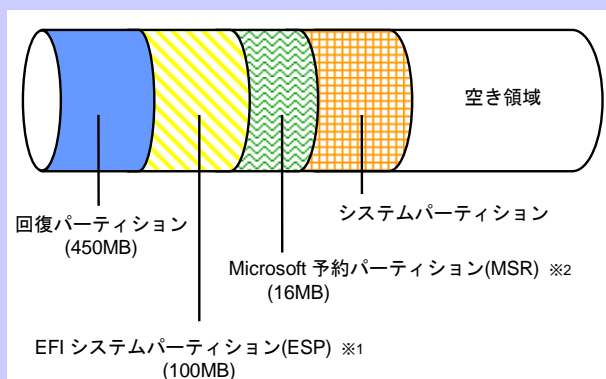 空き領域
回復パーティション
(450MB)
システムパーティション
Microsoft 予約パーティション(MSR) ※2
(16MB)
EFI システムパーティション(ESP) ※1
(100MB)